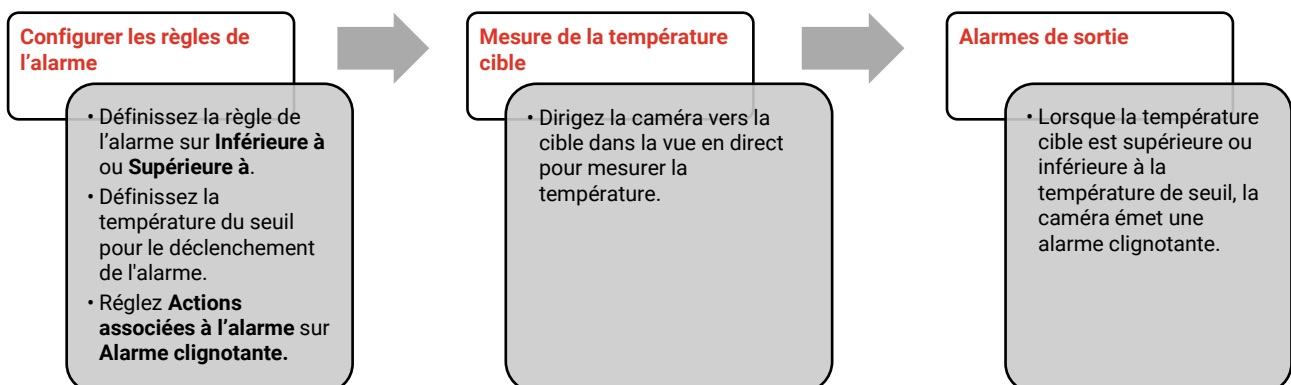 Configurer les règles de
l’alarme
• Définissez la règle de
l’alarme sur Inférieure à
ou Supérieure à.
• Définissez la
température du seuil
pour le déclenchement
de l'alarme.
• Réglez Actions
associées à l’alarme sur
Alarme clignotante.
Mesure de la température
cible
• Dirigez la caméra vers la
cible dans la vue en direct
pour mesurer la
température.
Alarmes de sortie
• Lorsque la température
cible est supérieure ou
inférieure à la
température de seuil, la
caméra émet une
alarme clignotante.